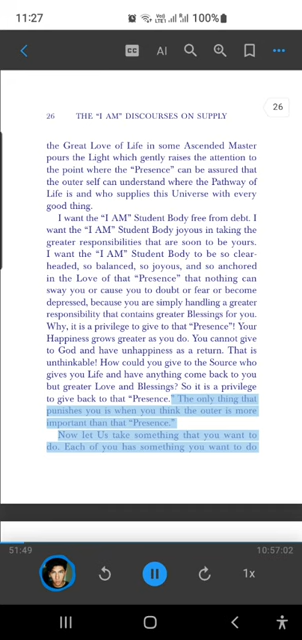 11:27
100%
CC
AI
26
26 THE "I AM" DISCOURSES ON SUPPLY
the Great Love of Life in some Ascended Master
pours the Light which gently raises the attention to
the point where the "Presence" can be assured that
the outer self can understand where the Pathway of
Life is and who supplies this Universe with every
good thing.
I want the "I AM" Student Body free from debt. I
want the "I AM" Student Body joyous in taking the
greater responsibilities that are soon to be yours.
I want the "I AM" Student Body to be so clear-
headed, so balanced, so joyous, and so anchored
in the Love of that "Presence" that nothing can
sway you or cause you to doubt or fear or become
depressed, because you are simply handling a greater
responsibility that contains greater Blessings for you.
Why, it is a privilege to give to that "Presence"! Your
Happiness grows greater as you do. You cannot give
to God and have unhappiness as a return. That is
unthinkable! How could you give to the Source who
gives you Life and have anything come back to you
but greater Love and Blessings? So it is a privilege
to give back to that "Presence." The only thing that
punishes you is when you think the outer is more
important than that "Presence."
Now let Us take something that you want to
do. Each of you has something you want to do
51:49
10:57:02
1x